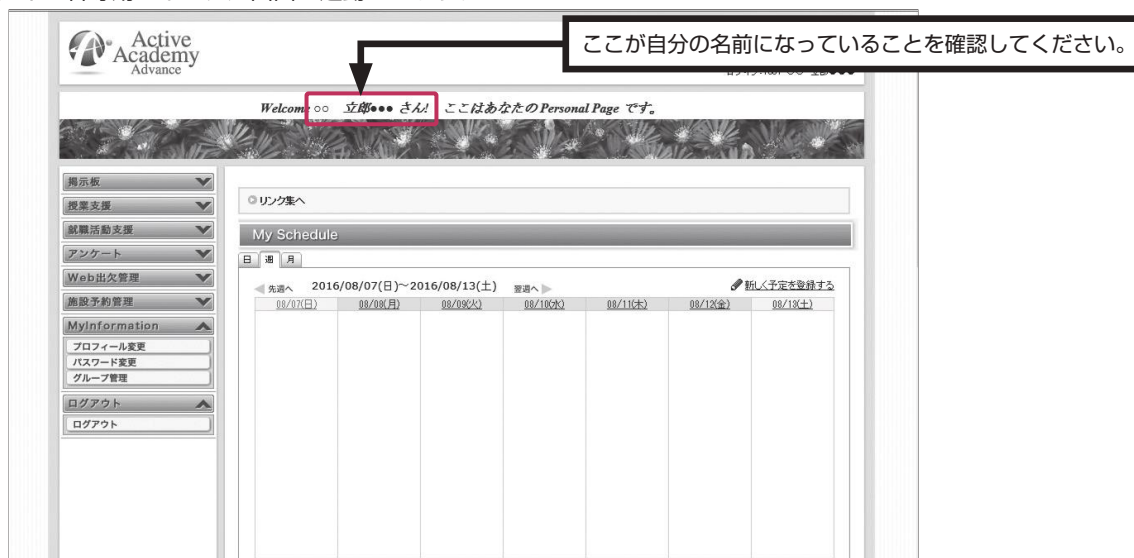 Active
Academy
Advance
ここが自分の名前になっていることを確認してください。
Welcome ○○ 立郎●●● さん! ここはあなたの Personal Page です。
掲示板
授業支援
就職活動支援
アンケート
Web出欠管理
施設予約管理
MyInformation
プロフィール変更
パスワード変更
グループ管理
ログアウト
ログアウト
リンク集へ
My Schedule
日 週 月
先週へ 2016/08/07(日)~2016/08/13(土) 翌週へ 新しく予定を登録する
08/07(日) 08/08(月) 08/09(火) 08/10(水) 08/11(木) 08/12(金) 08/13(土)